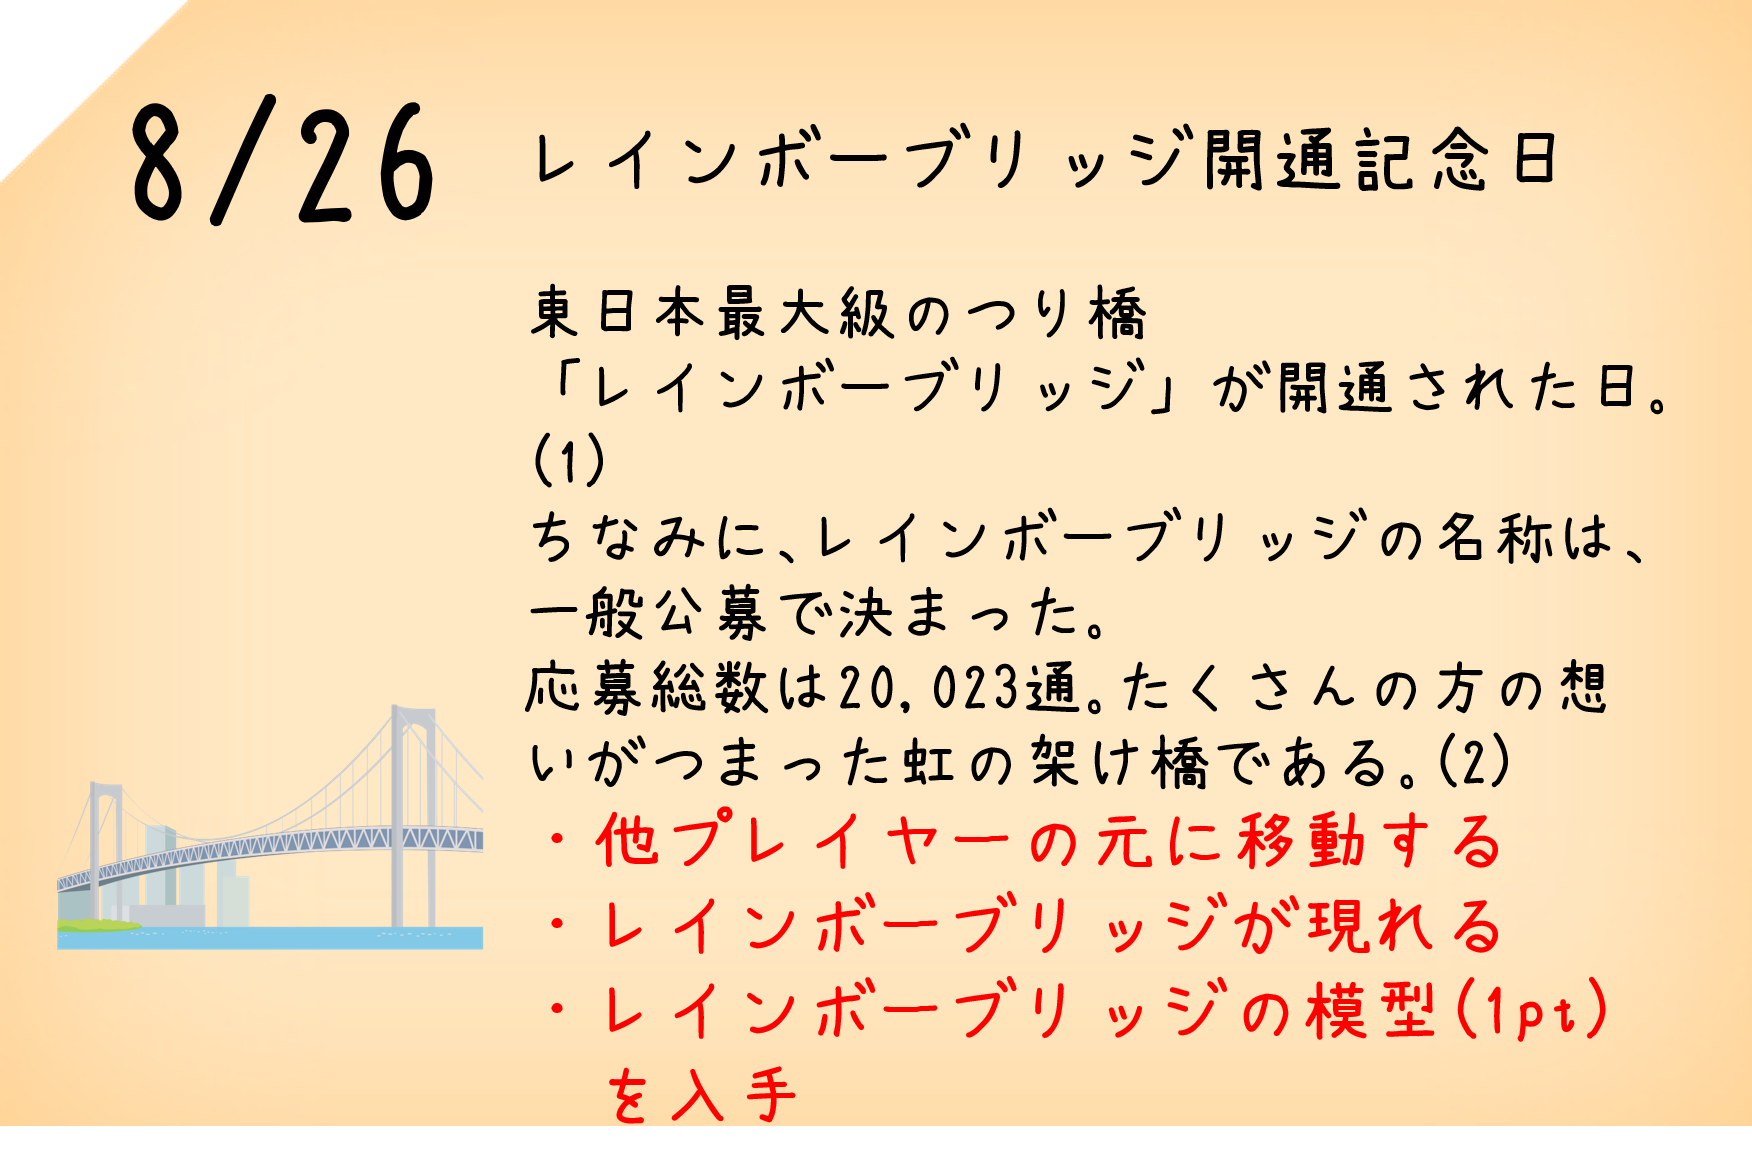 8/26
レインボーブリッジ開通記念日
東日本最大級のつり橋
「レインボーブリッジ」が開通された日。
(1)
ちなみに、レインボーブリッジの名称は、
一般公募で決まった。
応募総数は20,023通。たくさんの方の想
いがつまった虹の架け橋である。(2)
・他プレイヤーの元に移動する
・レインボーブリッジが現れる
・レインボーブリッジの模型(1pt)
を入手